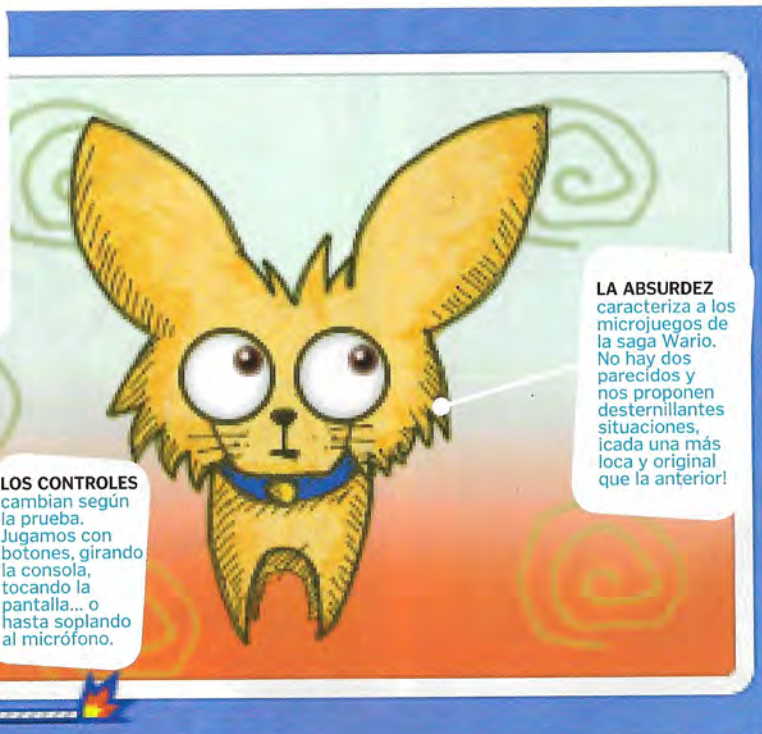 LA ABSURDEZ
caracteriza a los
microjuegos de
la saga Wario.
No hay dos
parecidos y
nos proponen
desternillantes
situaciones,
¡cada una más
loca y original
que la anterior!
LOS CONTROLES
cambian según
la prueba.
Jugamos con
botones, girando
la consola,
tocando la
pantalla... o
hasta soplando
al micrófono.